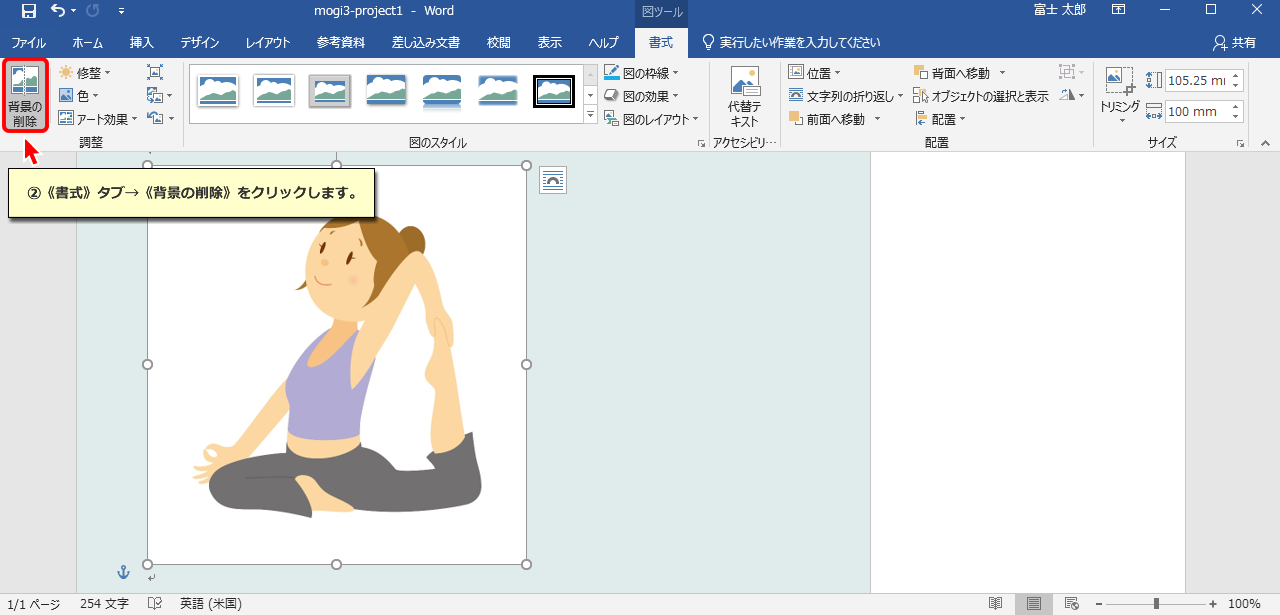 mogi3-project1 - Word
図ツール
富士 太郎
ファイル ホーム 挿入 デザイン レイアウト 参考資料 差し込み文書 校閲 表示 ヘルプ 書式 実行したい作業を入力してください 共有
背景の
削除
修整
色
アート効果
調整
図のスタイル
図の枠線
図の効果
図のレイアウト
代替テ
キスト
アクセシビリ…
位置
文字列の折り返し
前面へ移動
背面へ移動
オブジェクトの選択と表示
配置
配置
トリミング
105.25 mı
100 mm
サイズ
②《書式》タブ→《背景の削除》をクリックします。
1/1 ページ 254 文字 英語 (米国) 100%